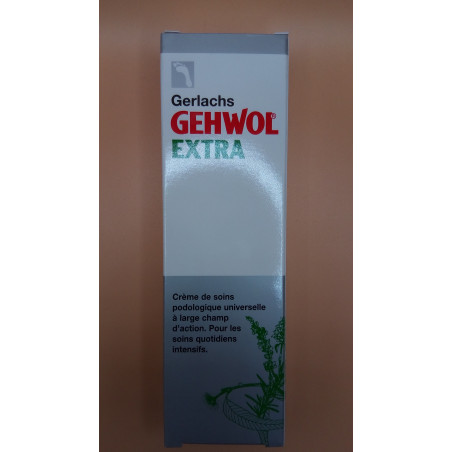 Gerlachs
GEHWOL®
EXTRA
Crème de soins
podologique universelle
à large champ
d'action. Pour les
soins quotidiens
intensifs.